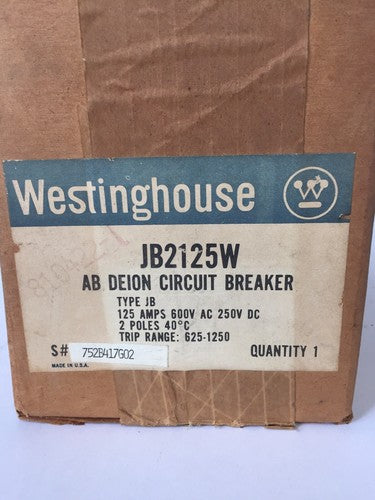 Westinghouse W
JB2125W
AB DEION CIRCUIT BREAKER
TYPE JB
125 AMPS 600V AC 250V DC
2 POLES 40°C
TRIP RANGE: 625-1250
S# 752B417G02 QUANTITY 1
MADE IN U.S.A.